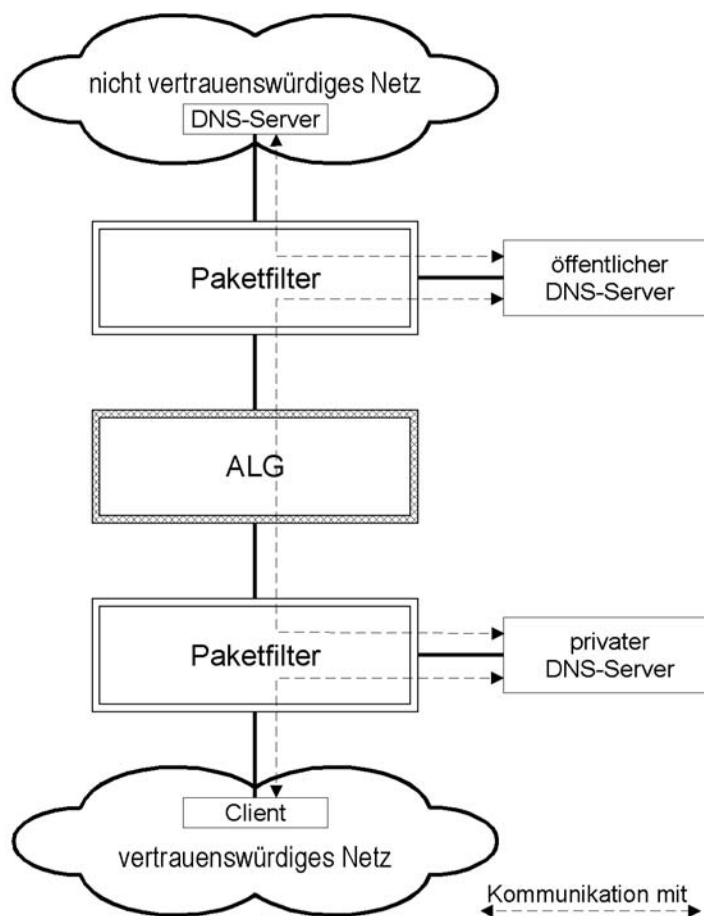 nicht vertrauenswürdiges Netz
DNS-Server
Paketfilter
öffentlicher
DNS-Server
ALG
Paketfilter
privater
DNS-Server
Client
vertrauenswürdiges Netz
Kommunikation mit